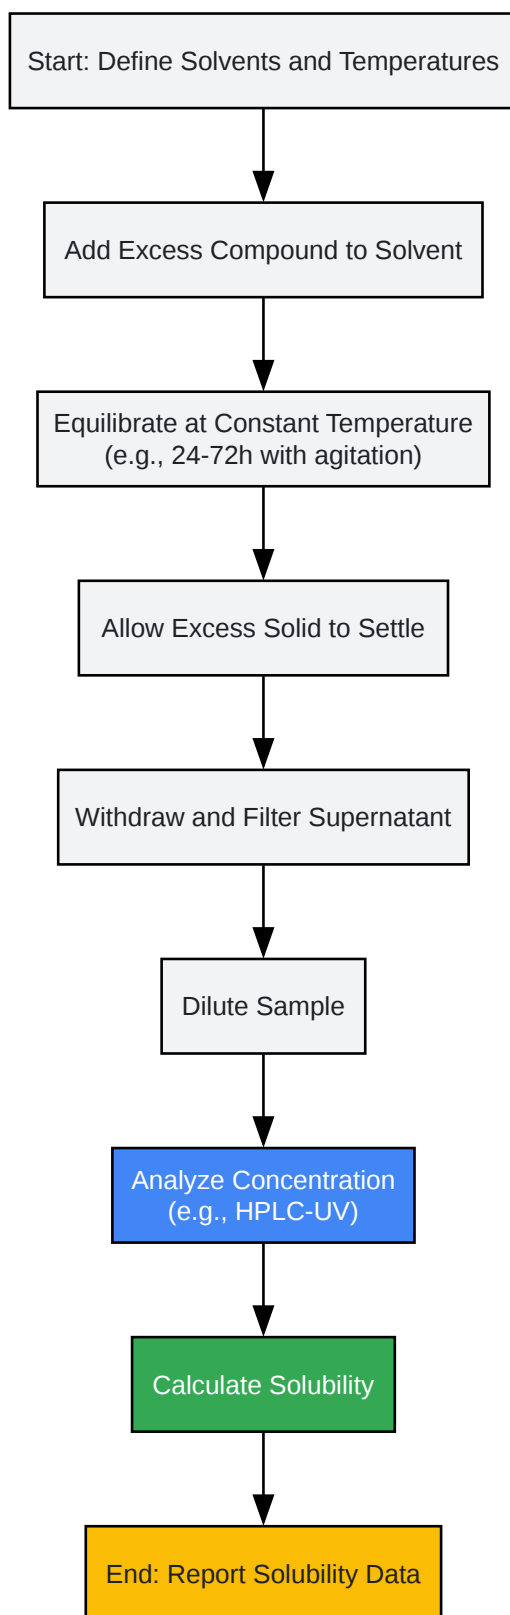 Start: Define Solvents and Temperatures
Add Excess Compound to Solvent
Equilibrate at Constant Temperature
(e.g., 24-72h with agitation)
Allow Excess Solid to Settle
Withdraw and Filter Supernatant
Dilute Sample
Analyze Concentration
(e.g., HPLC-UV)
Calculate Solubility
End: Report Solubility Data